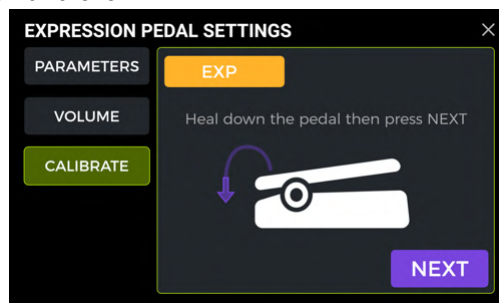 EXPRESSION PEDAL SETTINGS
PARAMETERS
EXP
VOLUME
Heal down the pedal then press NEXT
CALIBRATE
NEXT